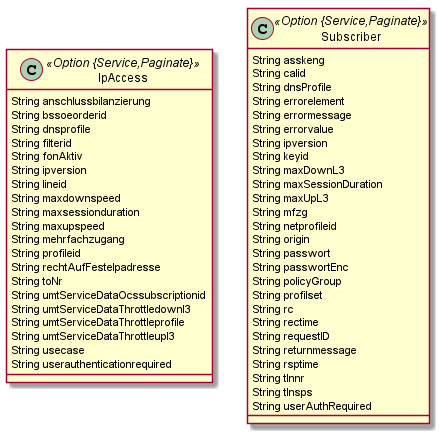 C «Option {Service,Paginate}»
IpAccess
String anschlussbilanzierung
String bssoeorderid
String dnsprofile
String filterid
String fonAktiv
String ipversion
String lineid
String maxdownspeed
String maxsessionduration
String maxupspeed
String mehrfachzugang
String profileid
String rechtAufFesteIpadresse
String toNr
String umtServiceDataOcssubscriptionid
String umtServiceDataThrottledownl3
String umtServiceDataThrottleprofile
String umtServiceDataThrottleupl3
String usecase
String userauthenticationrequired
C «Option {Service,Paginate}»
Subscriber
String asskeng
String calid
String dnsProfile
String errorelement
String errormessage
String errorvalue
String ipversion
String keyid
String maxDownL3
String maxSessionDuration
String maxUpL3
String mfzg
String netprofileid
String origin
String passwort
String passwortEnc
String policyGroup
String profilset
String rc
String rectime
String requestID
String returnmessage
String rsptime
String tlnnr
String tlnsps
String userAuthRequired